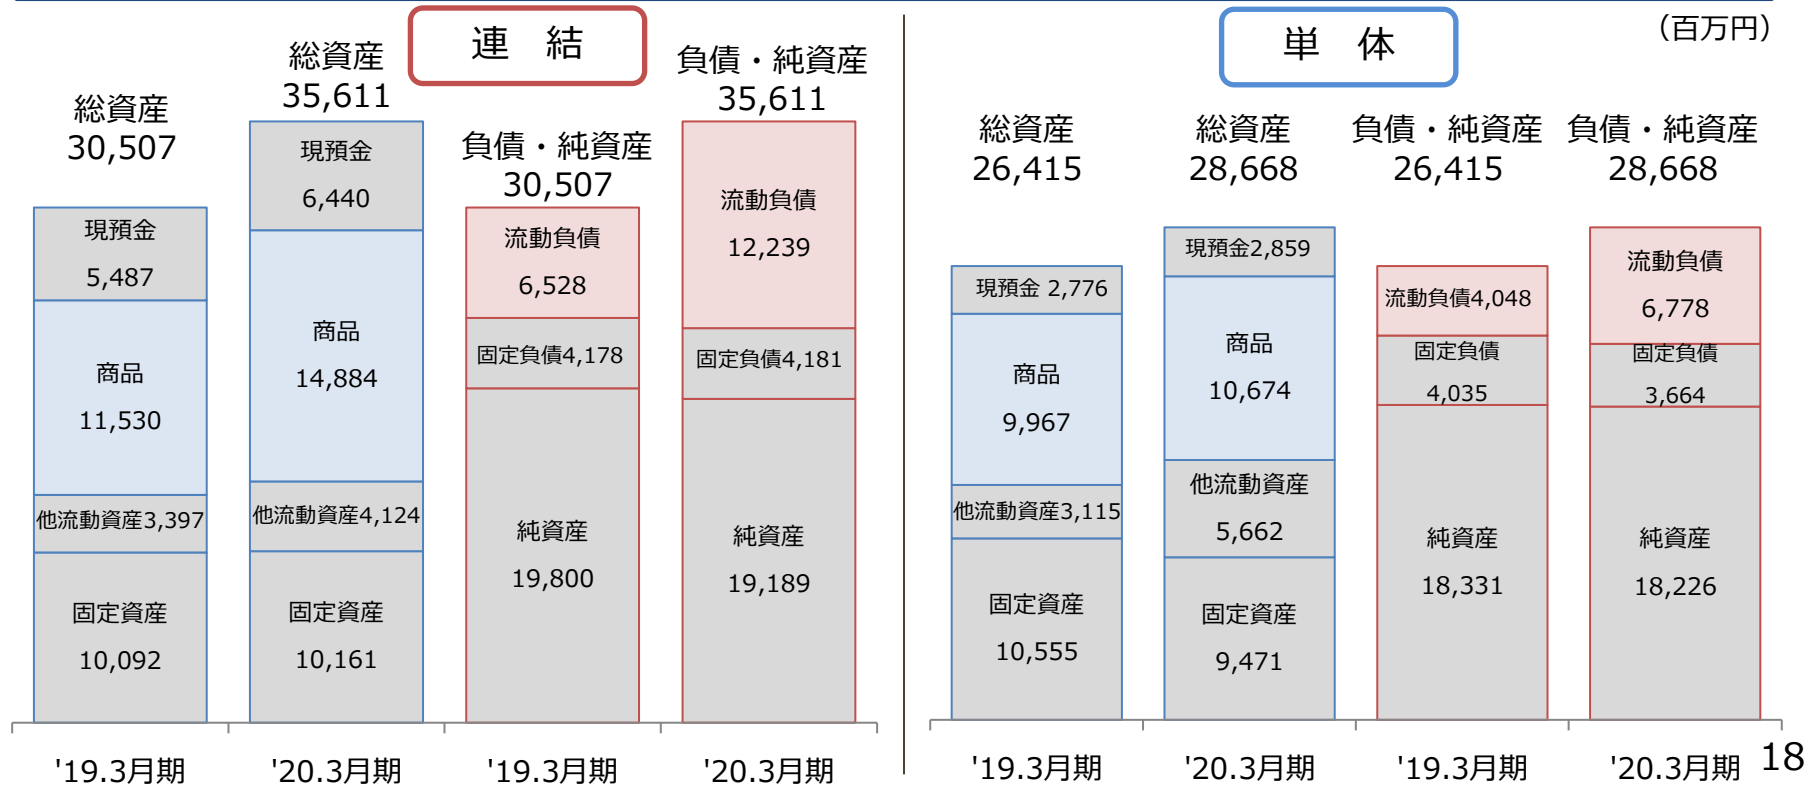 連 結
総資産
30,507
現預金
5,487
商品
11,530
他流動資産3,397
固定資産
10,092
'19.3月期
総資産
35,611
現預金
6,440
商品
14,884
他流動資産4,124
固定資産
10,161
'20.3月期
負債・純資産
30,507
流動負債
6,528
固定負債4,178
純資産
19,800
'19.3月期
負債・純資産
35,611
流動負債
12,239
固定負債4,181
純資産
19,189
'20.3月期
単 体
（百万円）
総資産
26,415
現預金 2,776
商品
9,967
他流動資産3,115
固定資産
10,555
'19.3月期
総資産
28,668
現預金2,859
商品
10,674
他流動資産
5,662
固定資産
9,471
'20.3月期
負債・純資産
26,415
流動負債4,048
固定負債
4,035
純資産
18,331
'19.3月期
負債・純資産
28,668
流動負債
6,778
固定負債
3,664
純資産
18,226
'20.3月期
18